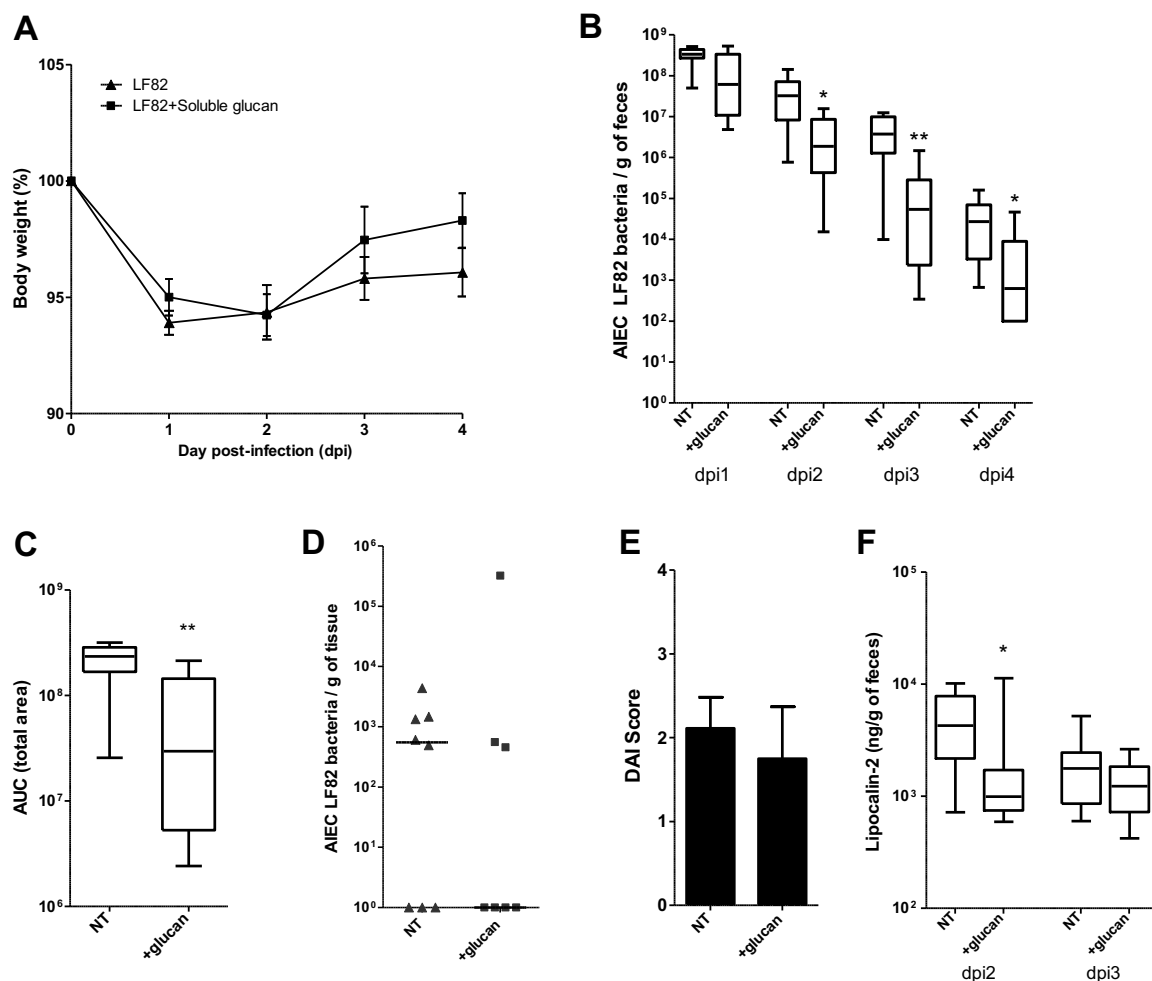 A
LF82
LF82+Soluble glucan
Body weight (%)
105
100
95
90
0
1
2
3
4
Day post-infection (dpi)
B
AIEC LF82 bacteria / g of feces
10⁹
10⁸
10⁷
10⁶
10⁵
10⁴
10³
10²
10¹
10⁰
*
**
*
NT
+glucan
NT
+glucan
NT
+glucan
NT
+glucan
dpi1
dpi2
dpi3
dpi4
C
AUC (total area)
10⁹
10⁸
10⁷
10⁶
**
NT
+glucan
D
AIEC LF82 bacteria / g of tissue
10⁶
10⁵
10⁴
10³
10²
10¹
10⁰
NT
+glucan
E
DAI Score
4
3
2
1
0
NT
+glucan
F
Lipocalin-2 (ng/g of feces)
10⁵
10⁴
10³
10²
*
NT
+glucan
NT
+glucan
dpi2
dpi3